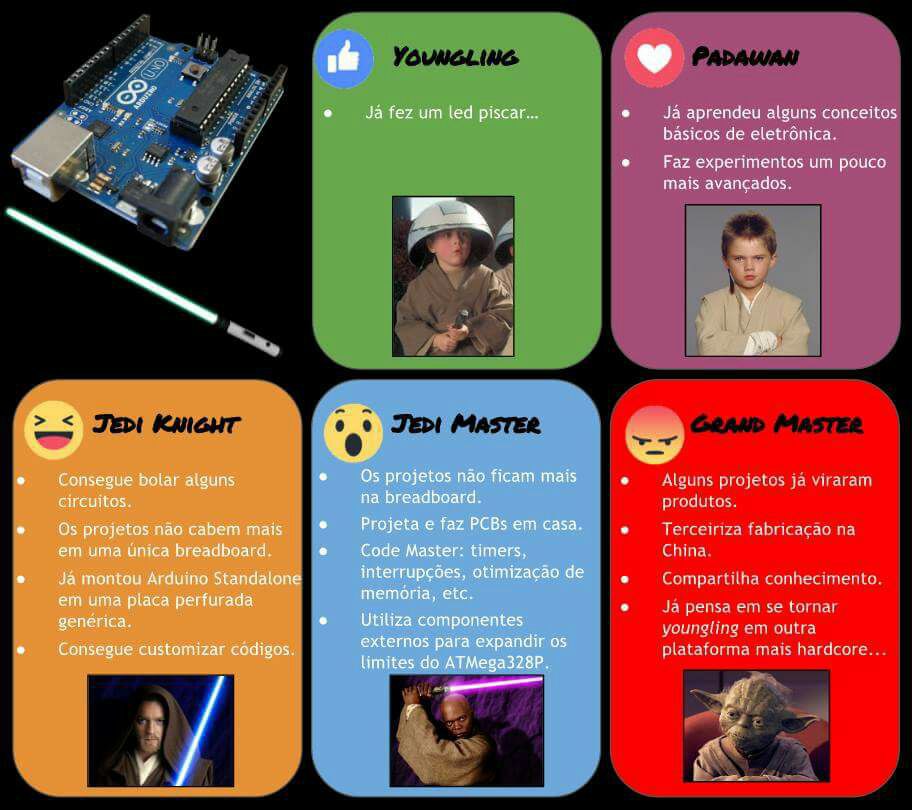 UNO
ARDUINO
Youngling
• Já fez um led piscar...
Padawan
• Já aprendeu alguns conceitos
básicos de eletrônica.
• Faz experimentos um pouco
mais avançados.
Jedi Knight
• Consegue bolar alguns
circuitos.
• Os projetos não cabem mais
em uma única breadboard.
• Já montou Arduino Standalone
em uma placa perfurada
genérica.
• Consegue customizar códigos.
Jedi Master
• Os projetos não ficam mais
na breadboard.
• Projeta e faz PCBs em casa.
• Code Master: timers,
interrupções, otimização de
memória, etc.
• Utiliza componentes
externos para expandir os
limites do ATMega328P.
Grand Master
• Alguns projetos já viraram
produtos.
• Terceiriza fabricação na
China.
• Compartilha conhecimento.
• Já pensa em se tornar
youngling em outra
plataforma mais hardcore...